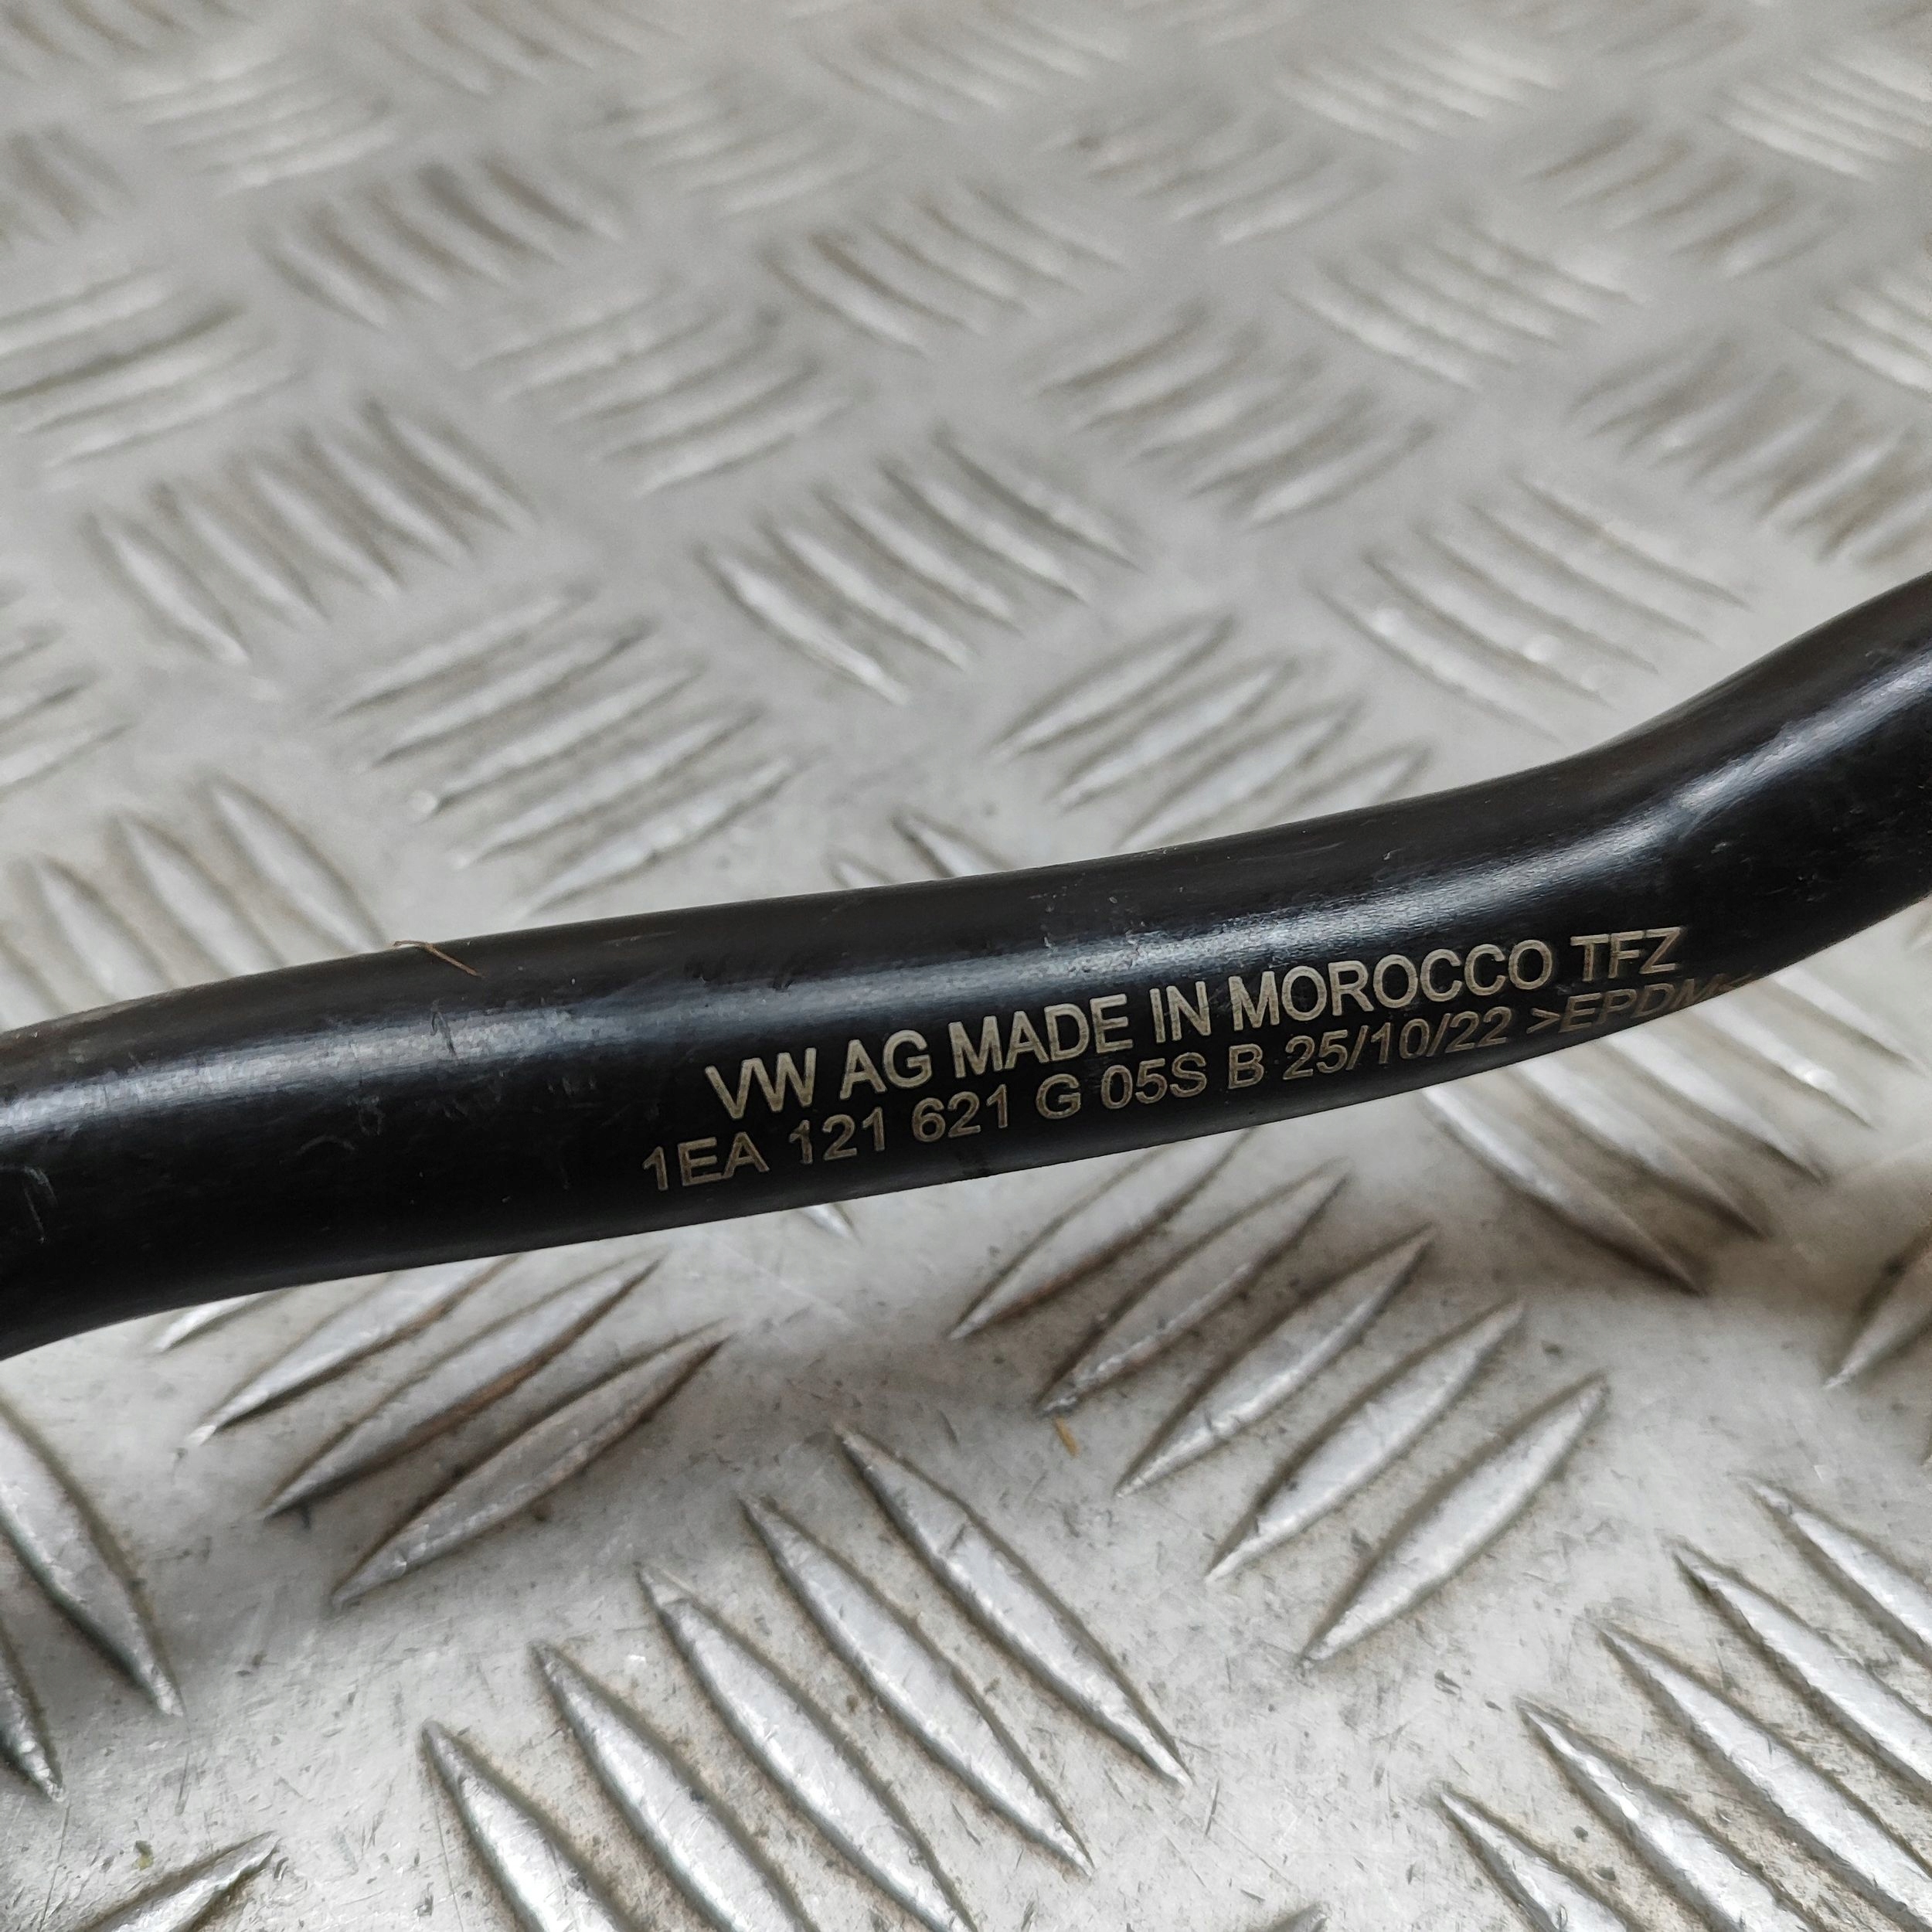 VW AG MADE IN MOROCCO TFZ
1EA 121 621 G 05S B 25/10/22 >EPDM<